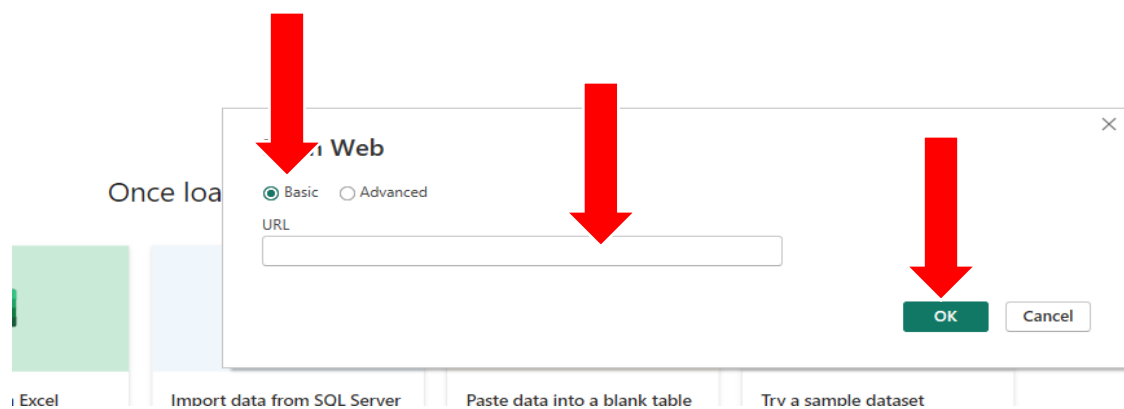 Web
Once loa
Basic
Advanced
URL
OK
Cancel
Excel
Import data from SQL Server
Paste data into a blank table
Try a sample dataset